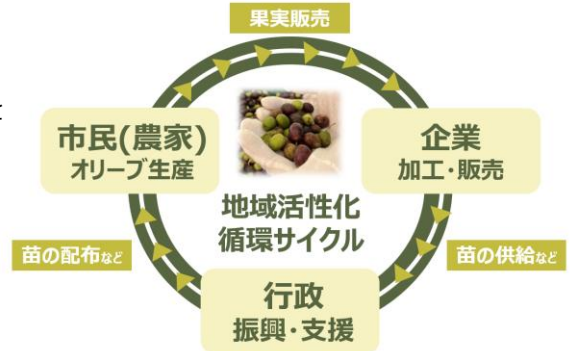 果実販売
市民(農家)
オリーブ生産
企業
加工・販売
地域活性化
循環サイクル
苗の配布など
苗の供給など
行政
振興・支援